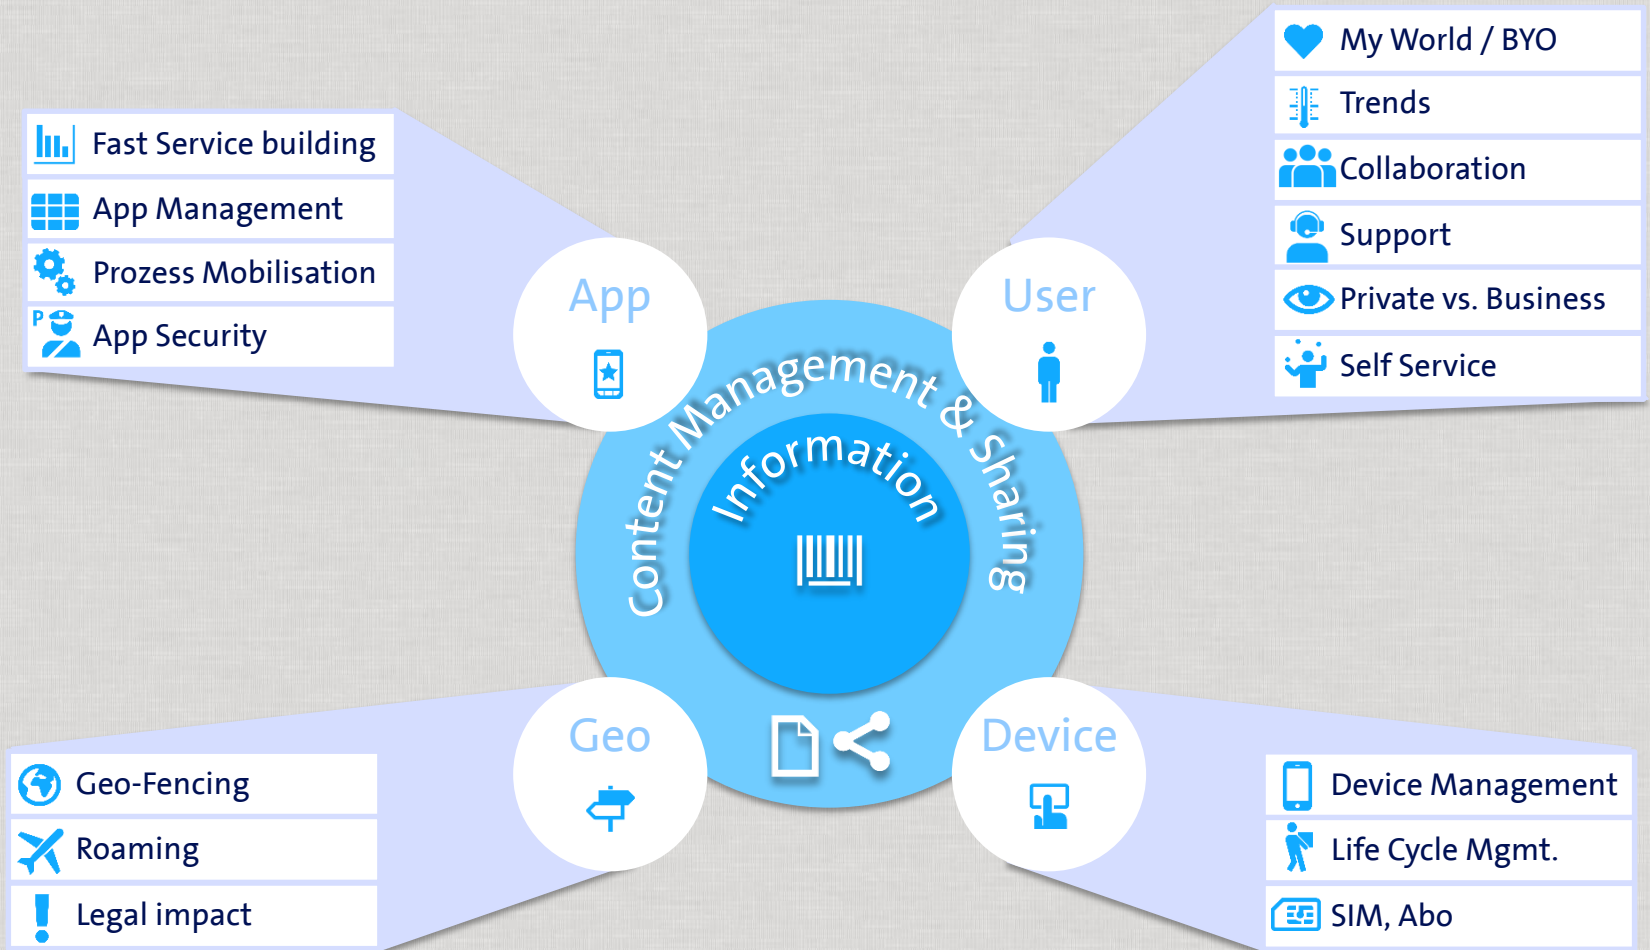 My World / BYO
Trends
Collaboration
Support
Private vs. Business
Self Service
Fast Service building
App Management
Prozess Mobilisation
App Security
App
User
Content Management & Sharing
Information
Geo
Device
Geo-Fencing
Roaming
Legal impact
Device Management
Life Cycle Mgmt.
SIM, Abo
P